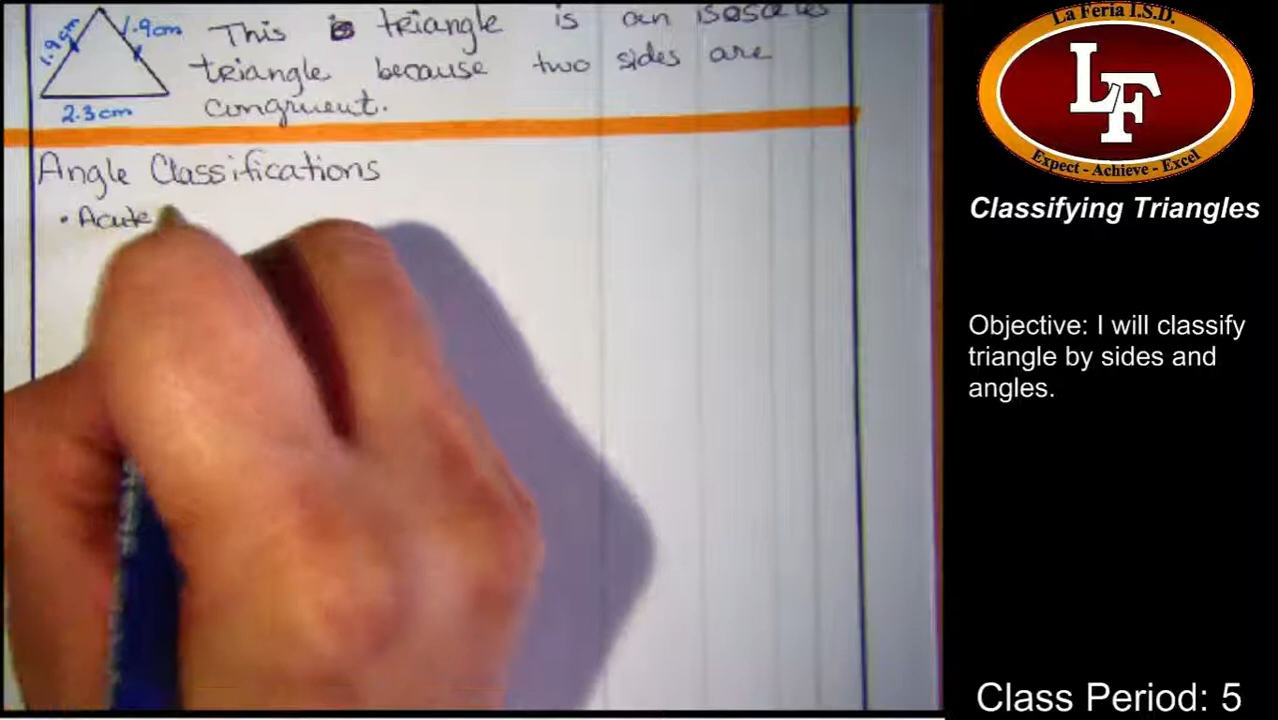 1.9cm 1.9cm
2.3cm
This triangle is an isosceles
triangle because two sides are
congruent.
Angle Classifications
• Acute
La Feria I.S.D.
LF
Expect - Achieve - Excel
Classifying Triangles
Objective: I will classify
triangle by sides and
angles.
Class Period: 5